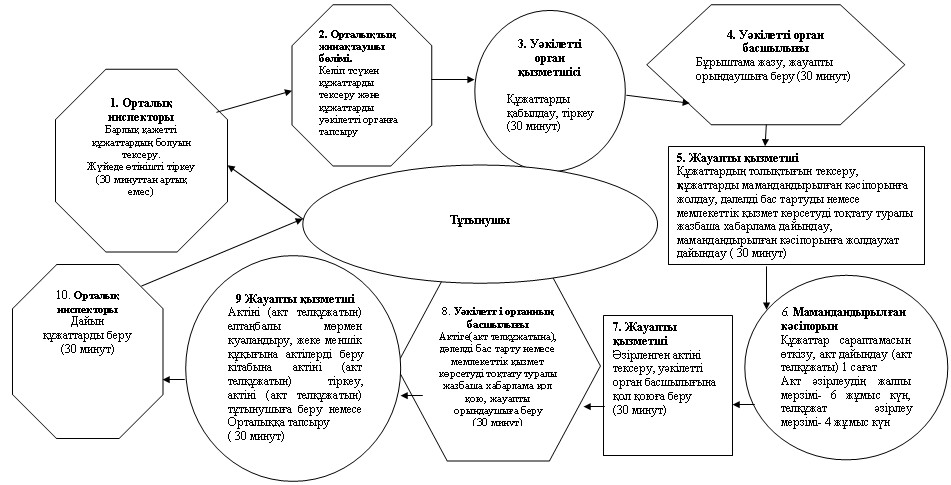 1. Орталық
инспекторы
Барлық қажетті
құжаттардың болуын
тексеру.
Жүйеде өтінішті тіркеу
(30 минуттан артық
емес)
2. Орталықтың
жинақтаушы
бөлімі.
Келіп түскен
құжаттарды
тексеру және
құжаттарды
уәкілетті органға
тапсыру
3. Уәкілетті
орган
қызметшісі
Құжаттарды
қабылдау, тіркеу
(30 минут)
4. Уәкілетті орган
басшылығы
Бұрыштама жазу, жауапты
орындаушыға беру (30 минут)
5. Жауапты қызметші
Құжаттардың толықтығын тексеру,
құжаттарды мамандандырылған кәсіпорынға
жолдау, дәлелді бас тартуды немесе
мемлекеттік қызмет көрсетуді тоқтату туралы
жазбаша хабарлама дайындау,
мамандандырылған кәсіпорынға жолдаухат
дайындау ( 30 минут)
Тұтынушы
6. Мамандандырылған
кәсіпорын
Құжаттар сараптамасын
өткізу, акт дайындау (акт
телқұжаты) 1 сағат
Акт әзірлеудің жалпы
мерзімі- 6 жұмыс күн,
телқұжат әзірлеу
мерзімі- 4 жұмыс күн
7. Жауапты
қызметші
Әзірленген актіні
тексеру, уәкілетті
орган басшылығына
қол қоюға беру
(30 минут)
8. Уәкілетті органның
басшылығы
Актіге(акт телқұжатына),
дәлелді бас тарту немесе
мемлекеттік қызмет
көрсетуді тоқтату туралы
жазбаша хабарлама қол
қою, жауапты
орындаушыға беру
(30 минут)
9 Жауапты қызметші
Актіні (акт телқұжатын)
елтаңбалы мөрмен
куәландыру, жеке меншік
құқығына актілерді беру
кітабына актіні (акт
телқұжатын) тіркеу,
актіні (акт телқұжатын)
тұтынушыға беру немесе
Орталыққа тапсыру
( 30 минут)
10. Орталық
инспекторы
Дайын
құжаттарды беру
(30 минут)